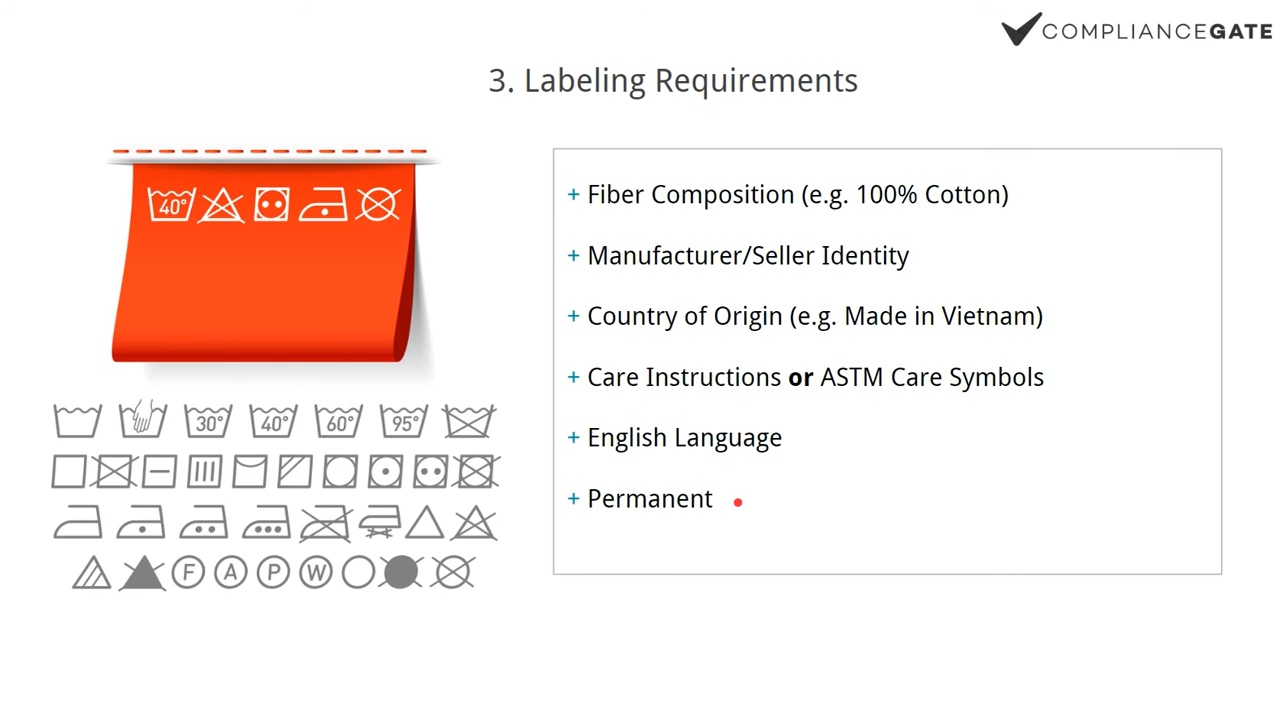 COMPLIANCEGATE
3. Labeling Requirements
40°
+ Fiber Composition (e.g. 100% Cotton)
+ Manufacturer/Seller Identity
+ Country of Origin (e.g. Made in Vietnam)
+ Care Instructions or ASTM Care Symbols
+ English Language
+ Permanent
30° 40° 60° 95°
F A P W